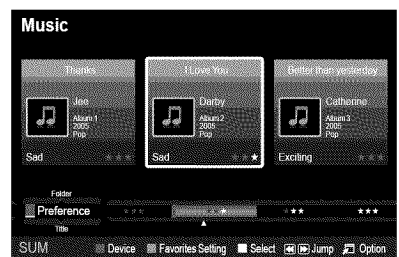 Music
Thanks
I Love You
Better than yesterday
Joe
Album 1
2005
Pop
Darby
Album 2
2005
Pop
Catherine
Album 3
2005
Pop
Sad
Sad
Exciting
Folder
Preference
Title
SUM
Device
Favorites Setting
Select
Jump
Option